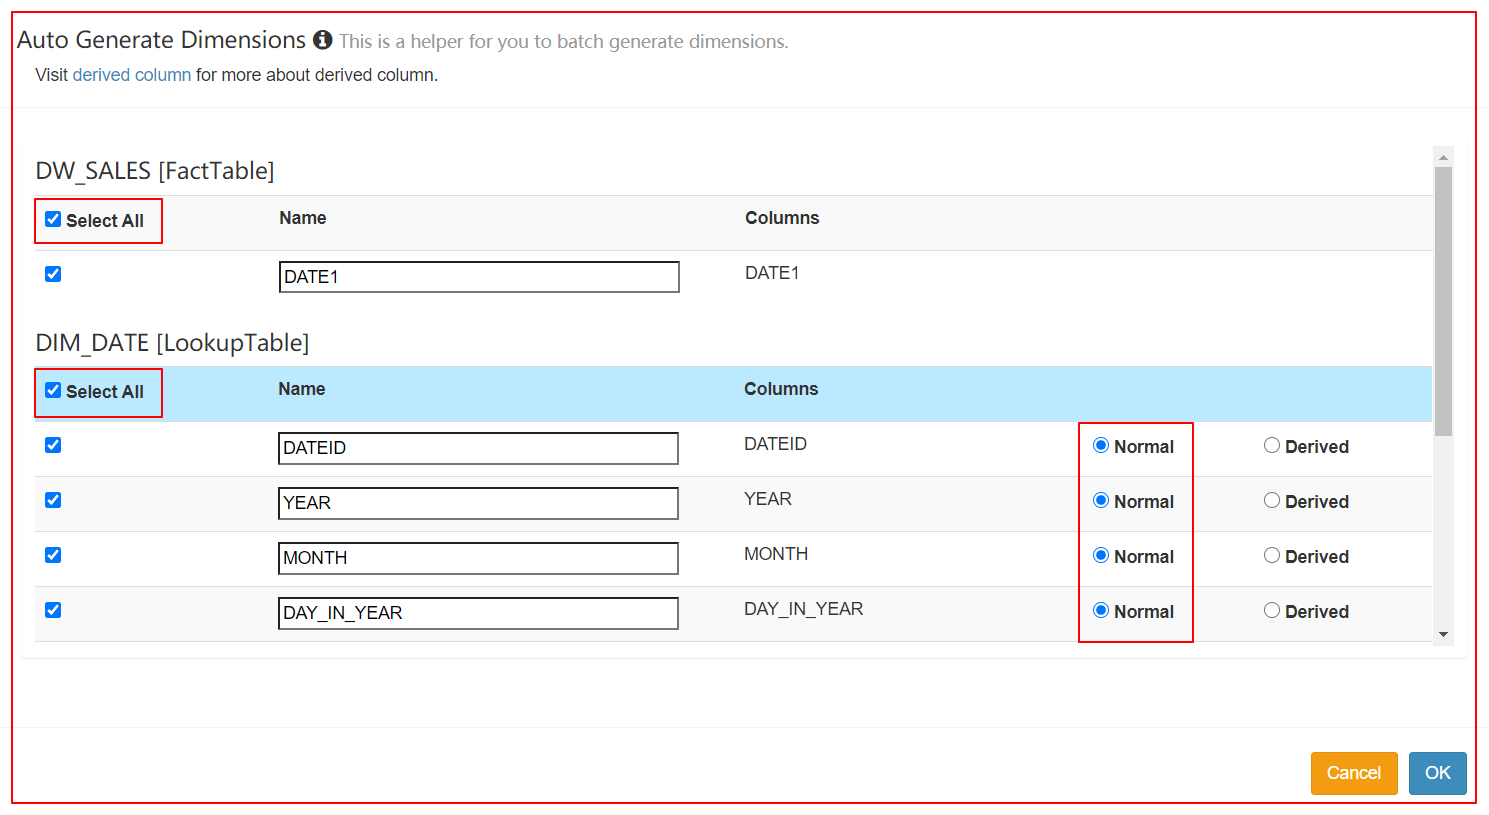 Auto Generate Dimensions This is a helper for you to batch generate dimensions.
Visit derived column for more about derived column.
DW_SALES [FactTable]
Select All Name Columns
DATE1 DATE1
DIM_DATE [LookupTable]
Select All Name Columns
DATEID DATEID Normal Derived
YEAR YEAR Normal Derived
MONTH MONTH Normal Derived
DAY_IN_YEAR DAY_IN_YEAR Normal Derived
Cancel OK